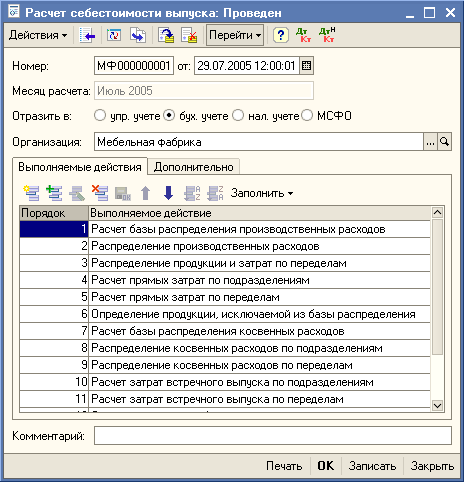 Расчет себестоимости выпуска: Проведен
Действия Перейти ? Дт Кт Дт Н Кт
Номер: МФ000000001 от: 29.07.2005 12:00:01
Месяц расчета: Июль 2005
Отразить в: упр. учете бух. учете нал. учете МСФО
Организация: Мебельная Фабрика ...
Выполняемые действия Дополнительно
Заполнить
Порядок Выполняемое действие
1 Расчет базы распределения производственных расходов
2 Распределение производственных расходов
3 Распределение продукции и затрат по переделам
4 Расчет прямых затрат по подразделениям
5 Расчет прямых затрат по переделам
6 Определение продукции, исключаемой из базы распределения
7 Расчет базы распределения косвенных расходов
8 Распределение косвенных расходов по подразделениям
9 Распределение косвенных расходов по переделам
10 Расчет затрат встречного выпуска по подразделениям
11 Расчет затрат встречного выпуска по переделам
Комментарий:
Печать OK Записать Закрыть